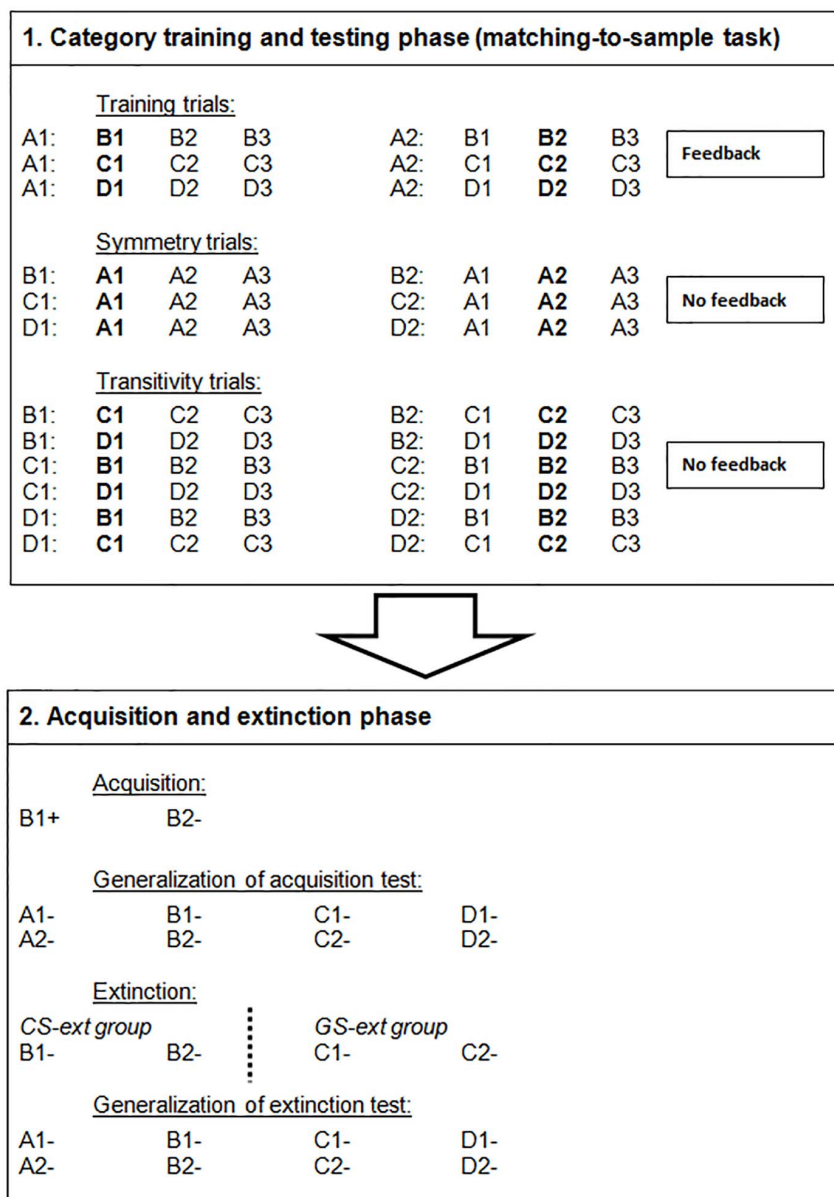 1. Category training and testing phase (matching-to-sample task)
Training trials:
A1: B1 B2 B3 A2: B1 B2 B3
A1: C1 C2 C3 A2: C1 C2 C3
A1: D1 D2 D3 A2: D1 D2 D3
Feedback
Symmetry trials:
B1: A1 A2 A3 B2: A1 A2 A3
C1: A1 A2 A3 C2: A1 A2 A3
D1: A1 A2 A3 D2: A1 A2 A3
No feedback
Transitivity trials:
B1: C1 C2 C3 B2: C1 C2 C3
B1: D1 D2 D3 B2: D1 D2 D3
C1: B1 B2 B3 C2: B1 B2 B3
C1: D1 D2 D3 C2: D1 D2 D3
D1: B1 B2 B3 D2: B1 B2 B3
D1: C1 C2 C3 D2: C1 C2 C3
No feedback
2. Acquisition and extinction phase
Acquisition:
B1+ B2-
Generalization of acquisition test:
A1- B1- C1- D1-
A2- B2- C2- D2-
Extinction:
CS-ext group GS-ext group
B1- B2- C1- C2-
Generalization of extinction test:
A1- B1- C1- D1-
A2- B2- C2- D2-